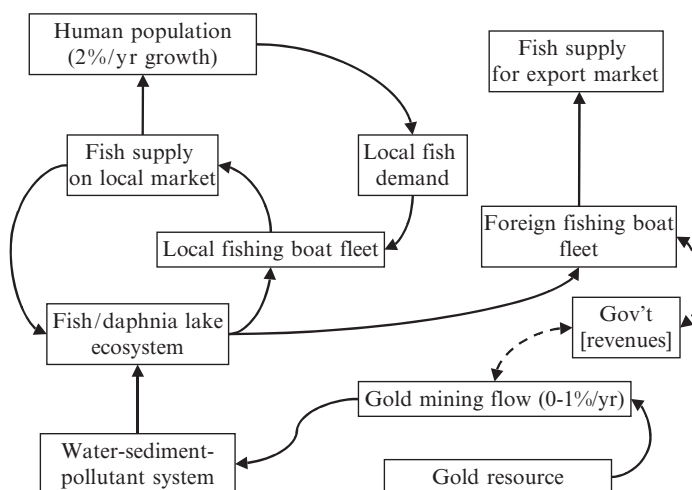 Human population
(2%/yr growth)
Fish supply
for export market
Fish supply
on local market
Local fish
demand
Local fishing boat fleet
Foreign fishing boat
fleet
Fish/daphnia lake
ecosystem
Gov't
[revenues]
Gold mining flow (0-1%/yr)
Water-sediment-
pollutant system
Gold resource